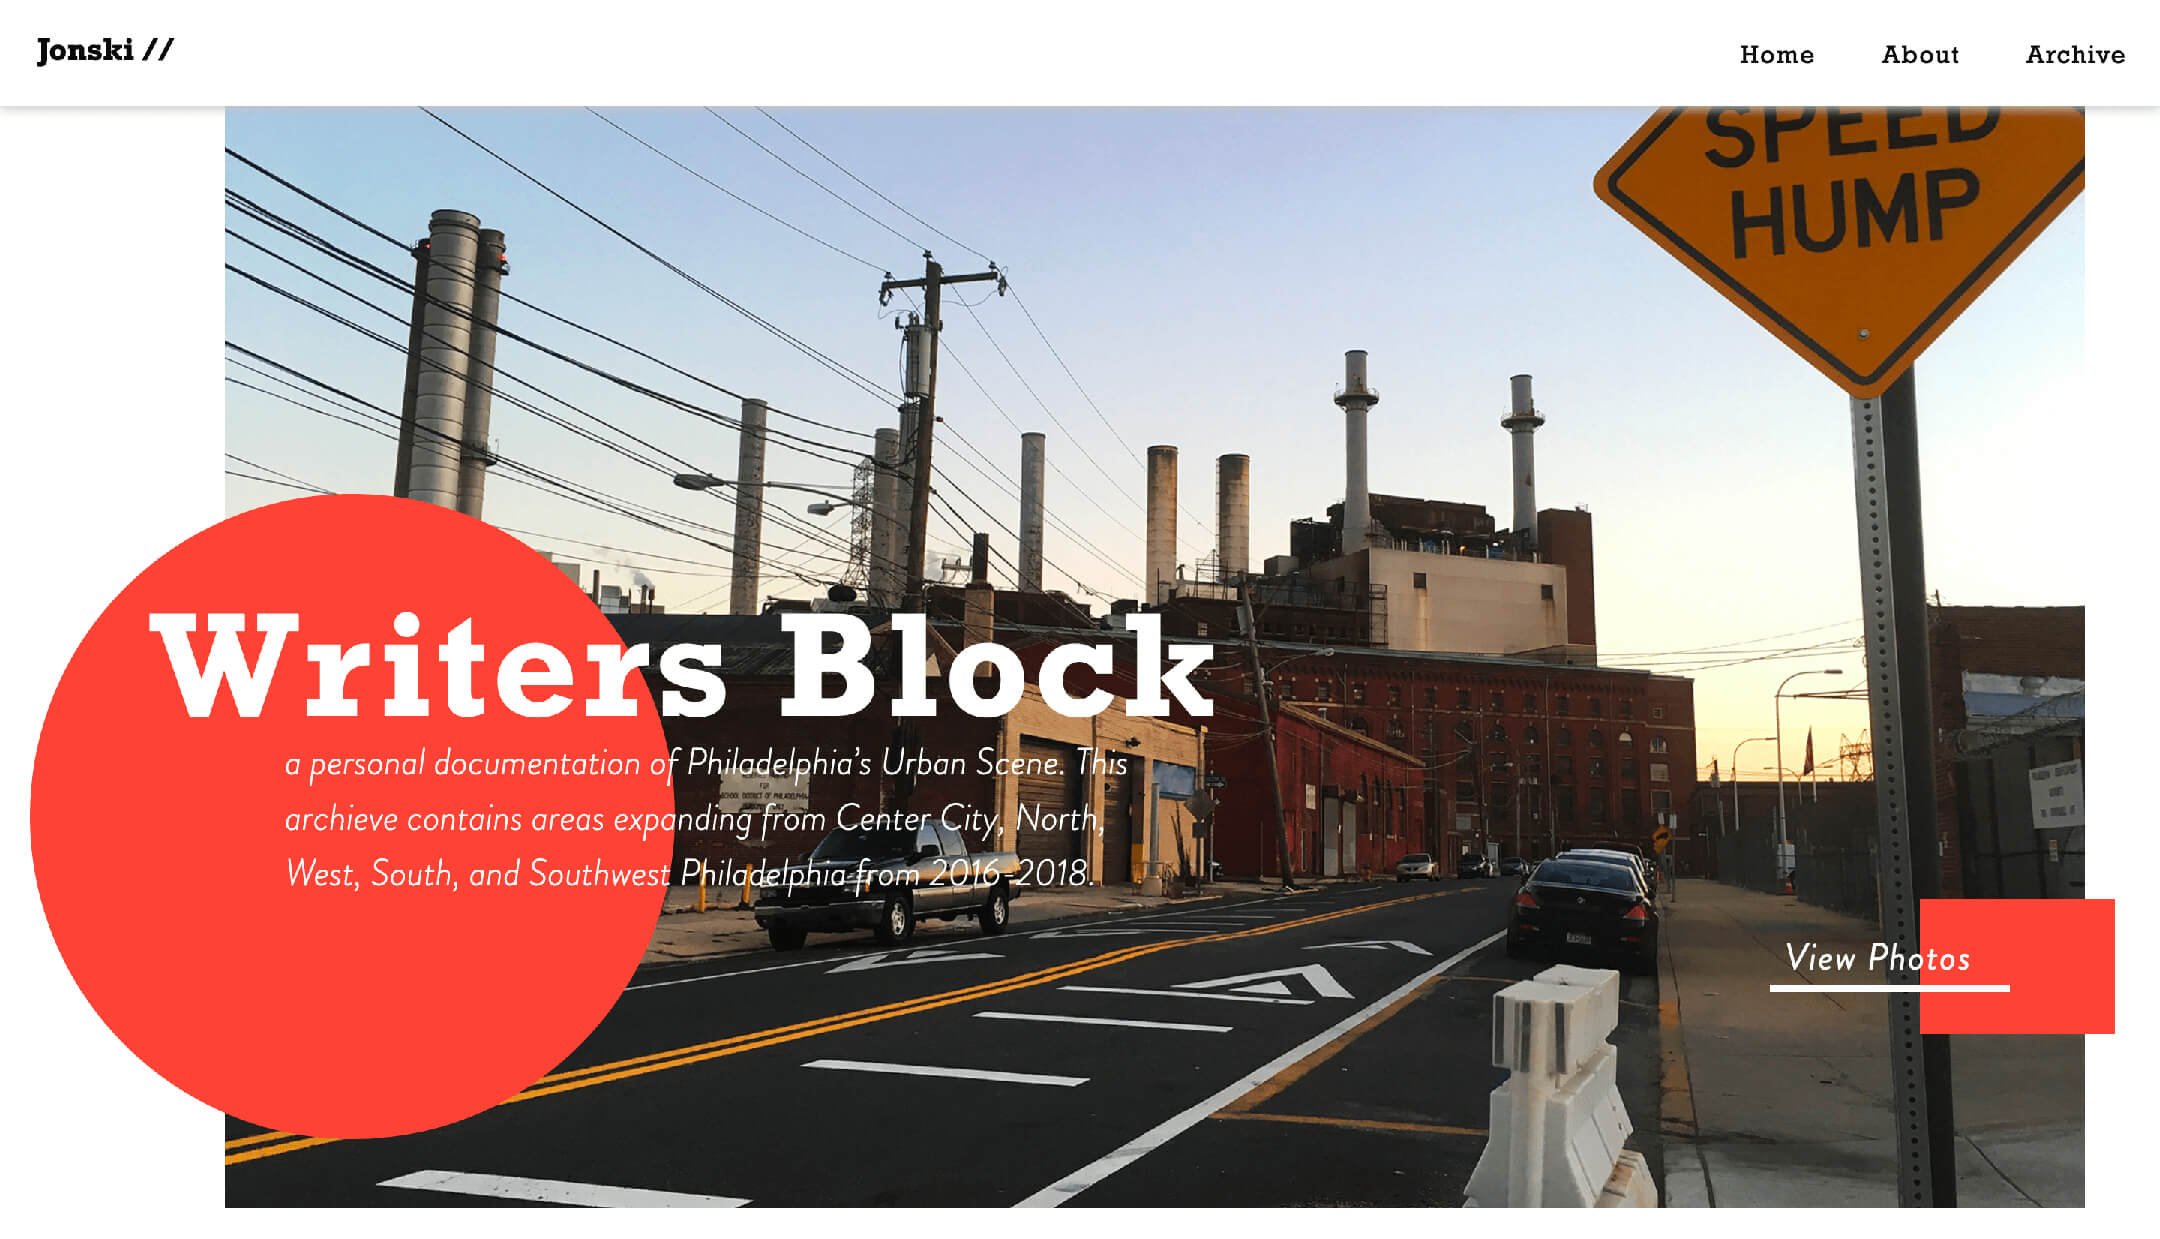 Jonski //
Home About Archive
SPEED
HUMP
Writers Block
a personal documentation of Philadelphia's Urban Scene. This
archieve contains areas expanding from Center City, North,
West, South, and Southwest Philadelphia from 2016-2018.
View Photos